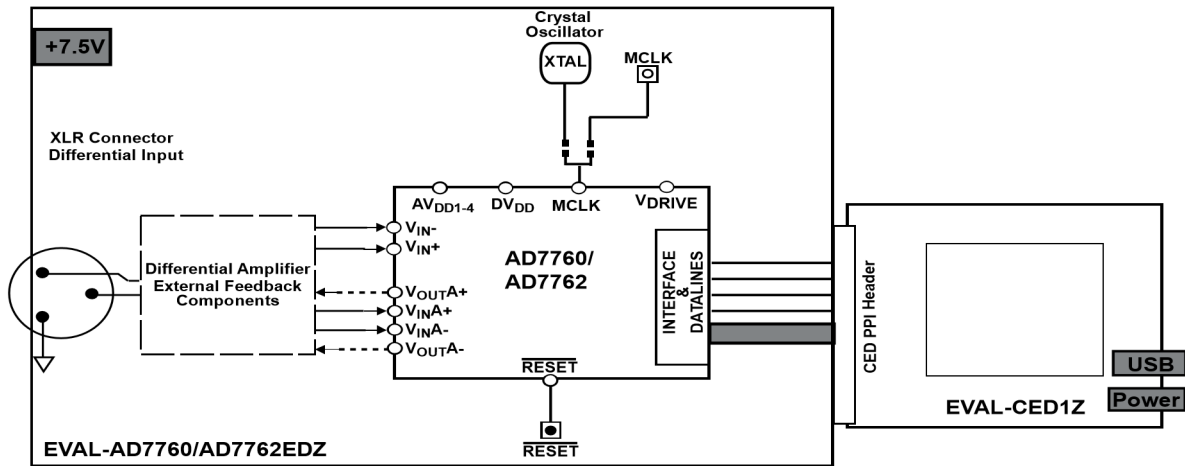 Crystal
Oscillator
+7.5V
XTAL
MCLK
XLR Connector
Differential Input
AVDD1-4
DVDD
MCLK
VDRIVE
VIN-
VIN+
AD7760/
AD7762
Differential Amplifier
External Feedback
Components
VOUTA+
VINA+
VINA-
VOUTA-
INTERFACE
&
DATALINES
CED PPI Header
RESET
RESET
USB
Power
EVAL-CED1Z
EVAL-AD7760/AD7762EDZ